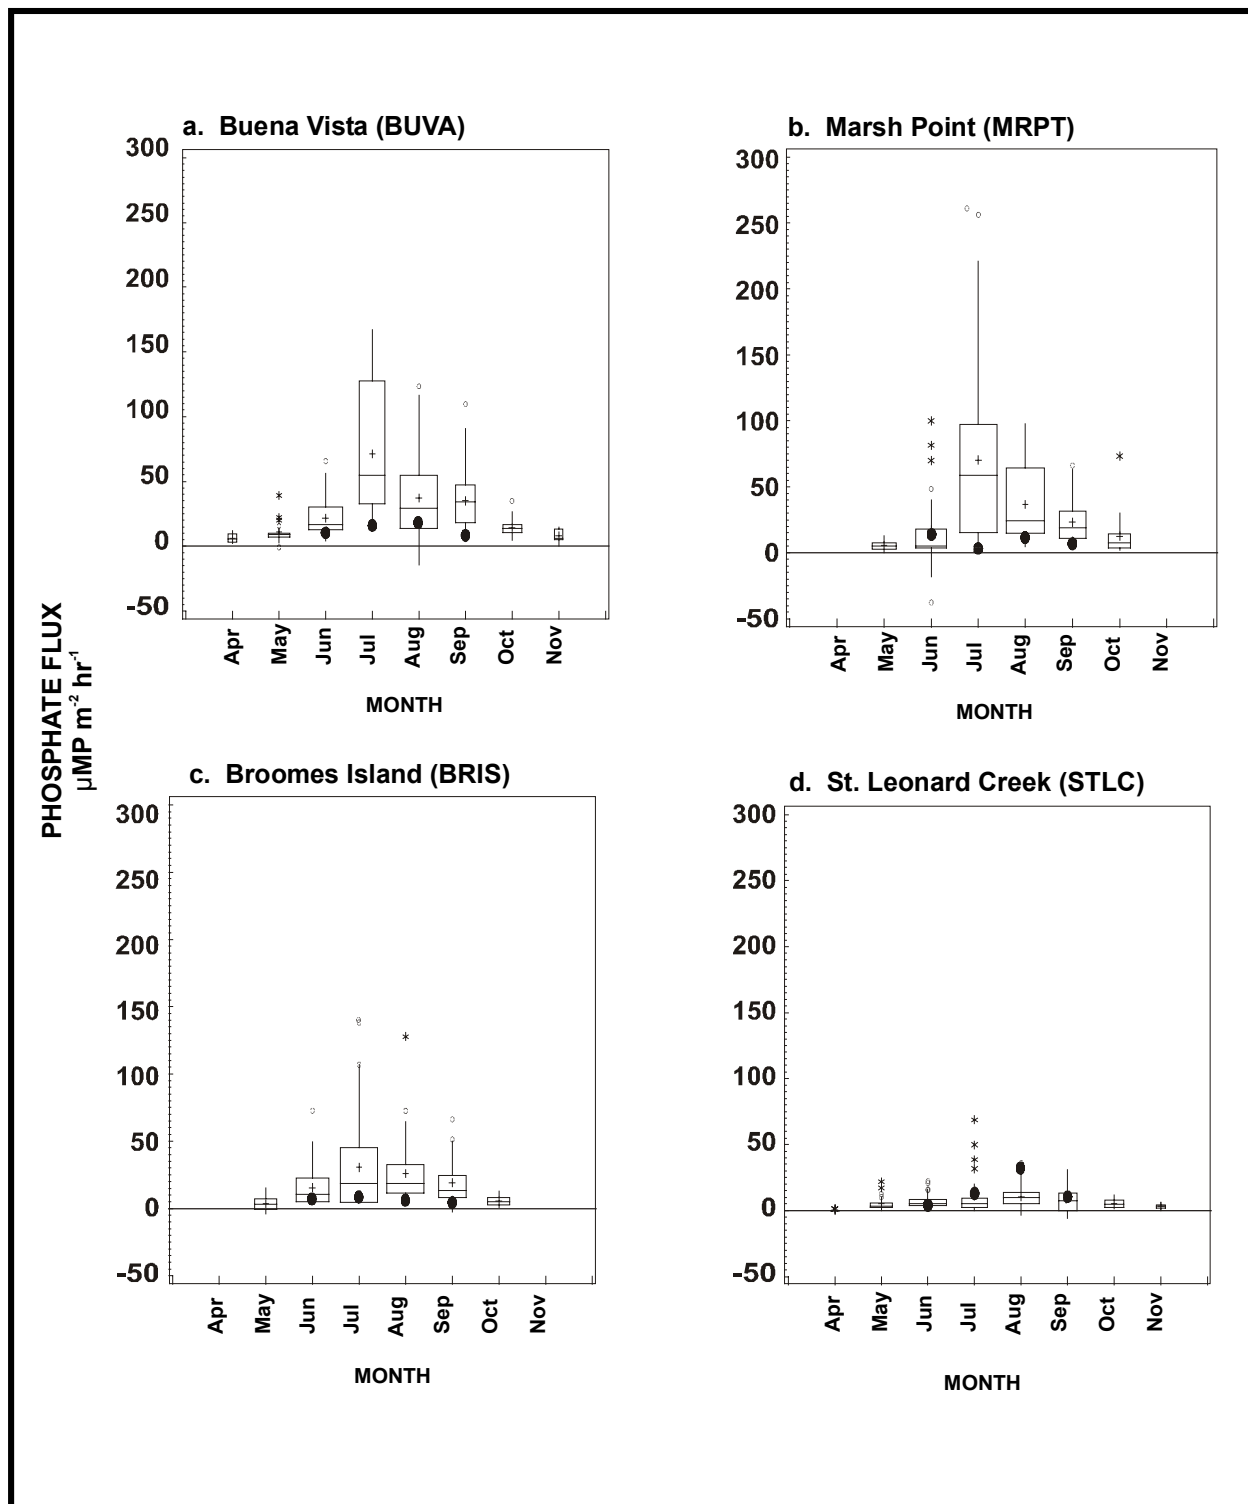 a. Buena Vista (BUVA)
300
250
200
150
100
50
0
-50
Apr
May
Jun
Jul
Aug
Sep
Oct
Nov
MONTH
b. Marsh Point (MRPT)
300
250
200
150
100
50
0
-50
Apr
May
Jun
Jul
Aug
Sep
Oct
Nov
MONTH
PHOSPHATE FLUX
µMP m⁻² hr⁻¹
c. Broomes Island (BRIS)
300
250
200
150
100
50
0
-50
Apr
May
Jun
Jul
Aug
Sep
Oct
Nov
MONTH
d. St. Leonard Creek (STLC)
300
250
200
150
100
50
0
-50
Apr
May
Jun
Jul
Aug
Sep
Oct
Nov
MONTH